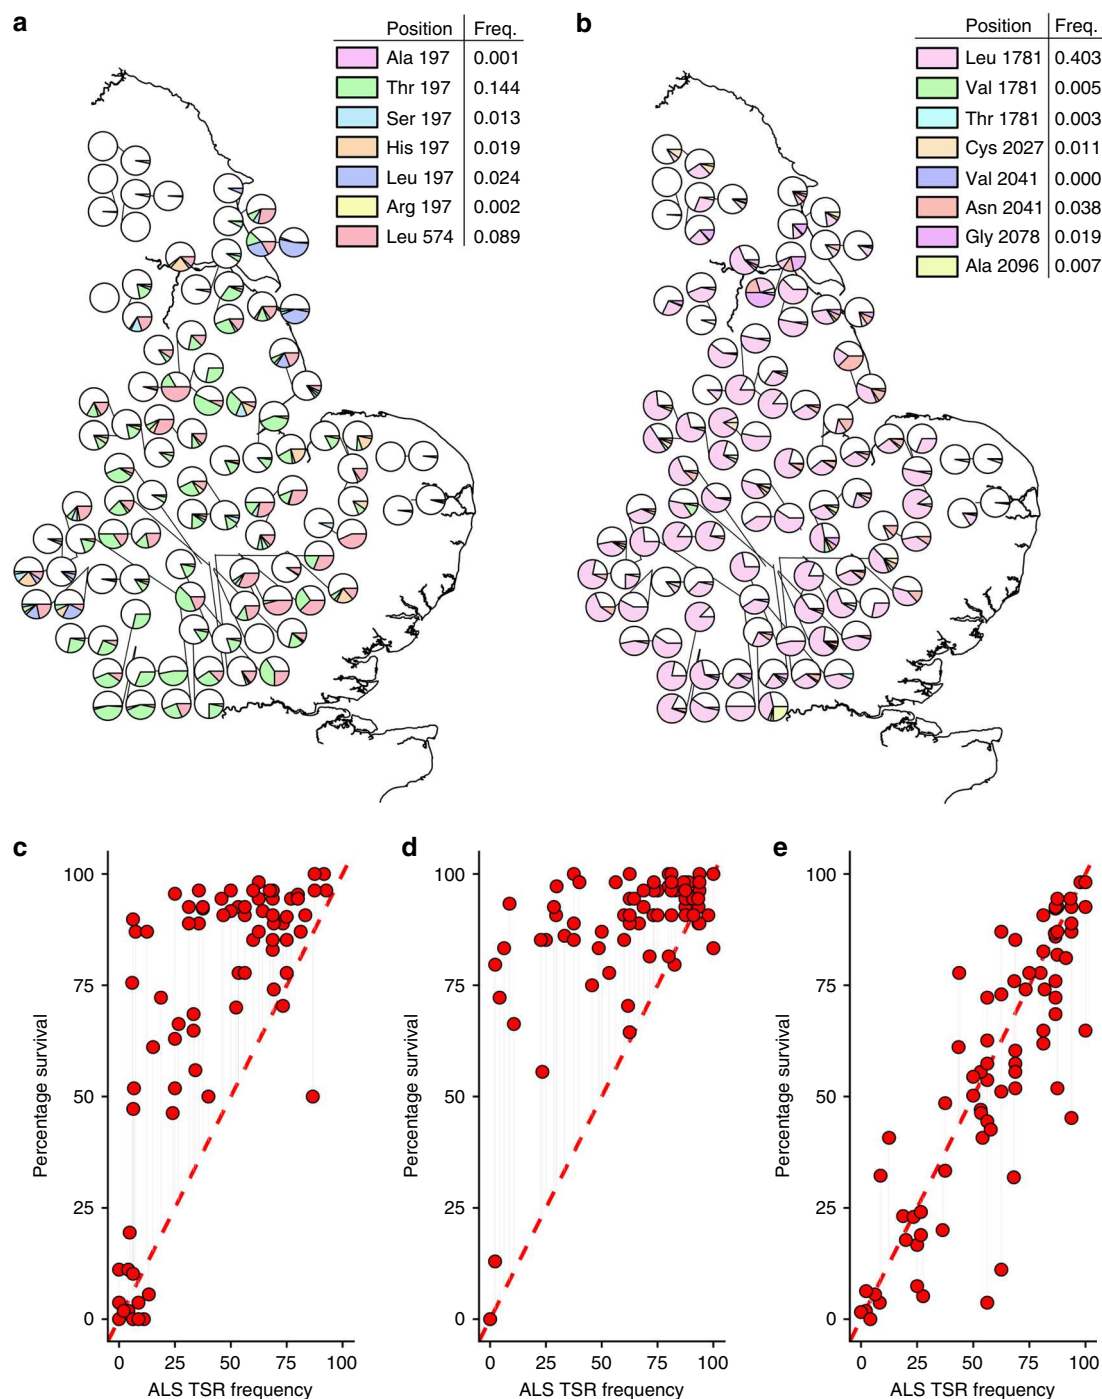 a
Position Freq.
Ala 197 0.001
Thr 197 0.144
Ser 197 0.013
His 197 0.019
Leu 197 0.024
Arg 197 0.002
Leu 574 0.089
b
Position Freq.
Leu 1781 0.403
Val 1781 0.005
Thr 1781 0.003
Cys 2027 0.011
Val 2041 0.000
Asn 2041 0.038
Gly 2078 0.019
Ala 2096 0.007
c
Percentage survival
100
75
50
25
0
0 25 50 75 100
ALS TSR frequency
d
Percentage survival
100
75
50
25
0
0 25 50 75 100
ALS TSR frequency
e
Percentage survival
100
75
50
25
0
0 25 50 75 100
ALS TSR frequency